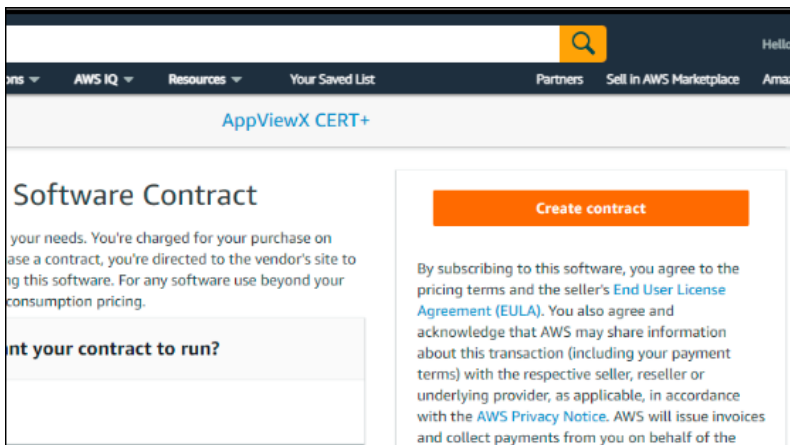 Hello
ons AWS IQ Resources Your Saved List Partners Sell in AWS Marketplace Ama
AppViewX CERT+
Software Contract
your needs. You're charged for your purchase on
ase a contract, you're directed to the vendor's site to
ng this software. For any software use beyond your
consumption pricing.
ant your contract to run?
Create contract
By subscribing to this software, you agree to the
pricing terms and the seller's End User License
Agreement (EULA). You also agree and
acknowledge that AWS may share information
about this transaction (including your payment
terms) with the respective seller, reseller or
underlying provider, as applicable, in accordance
with the AWS Privacy Notice. AWS will issue invoices
and collect payments from you on behalf of the